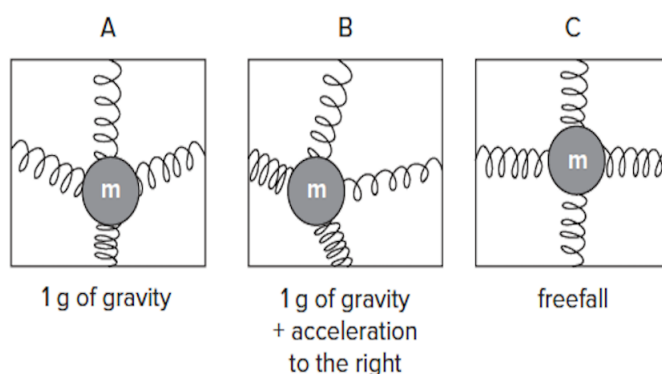 A
B
C
m
m
m
1 g of gravity
1 g of gravity
+ acceleration
to the right
freefall